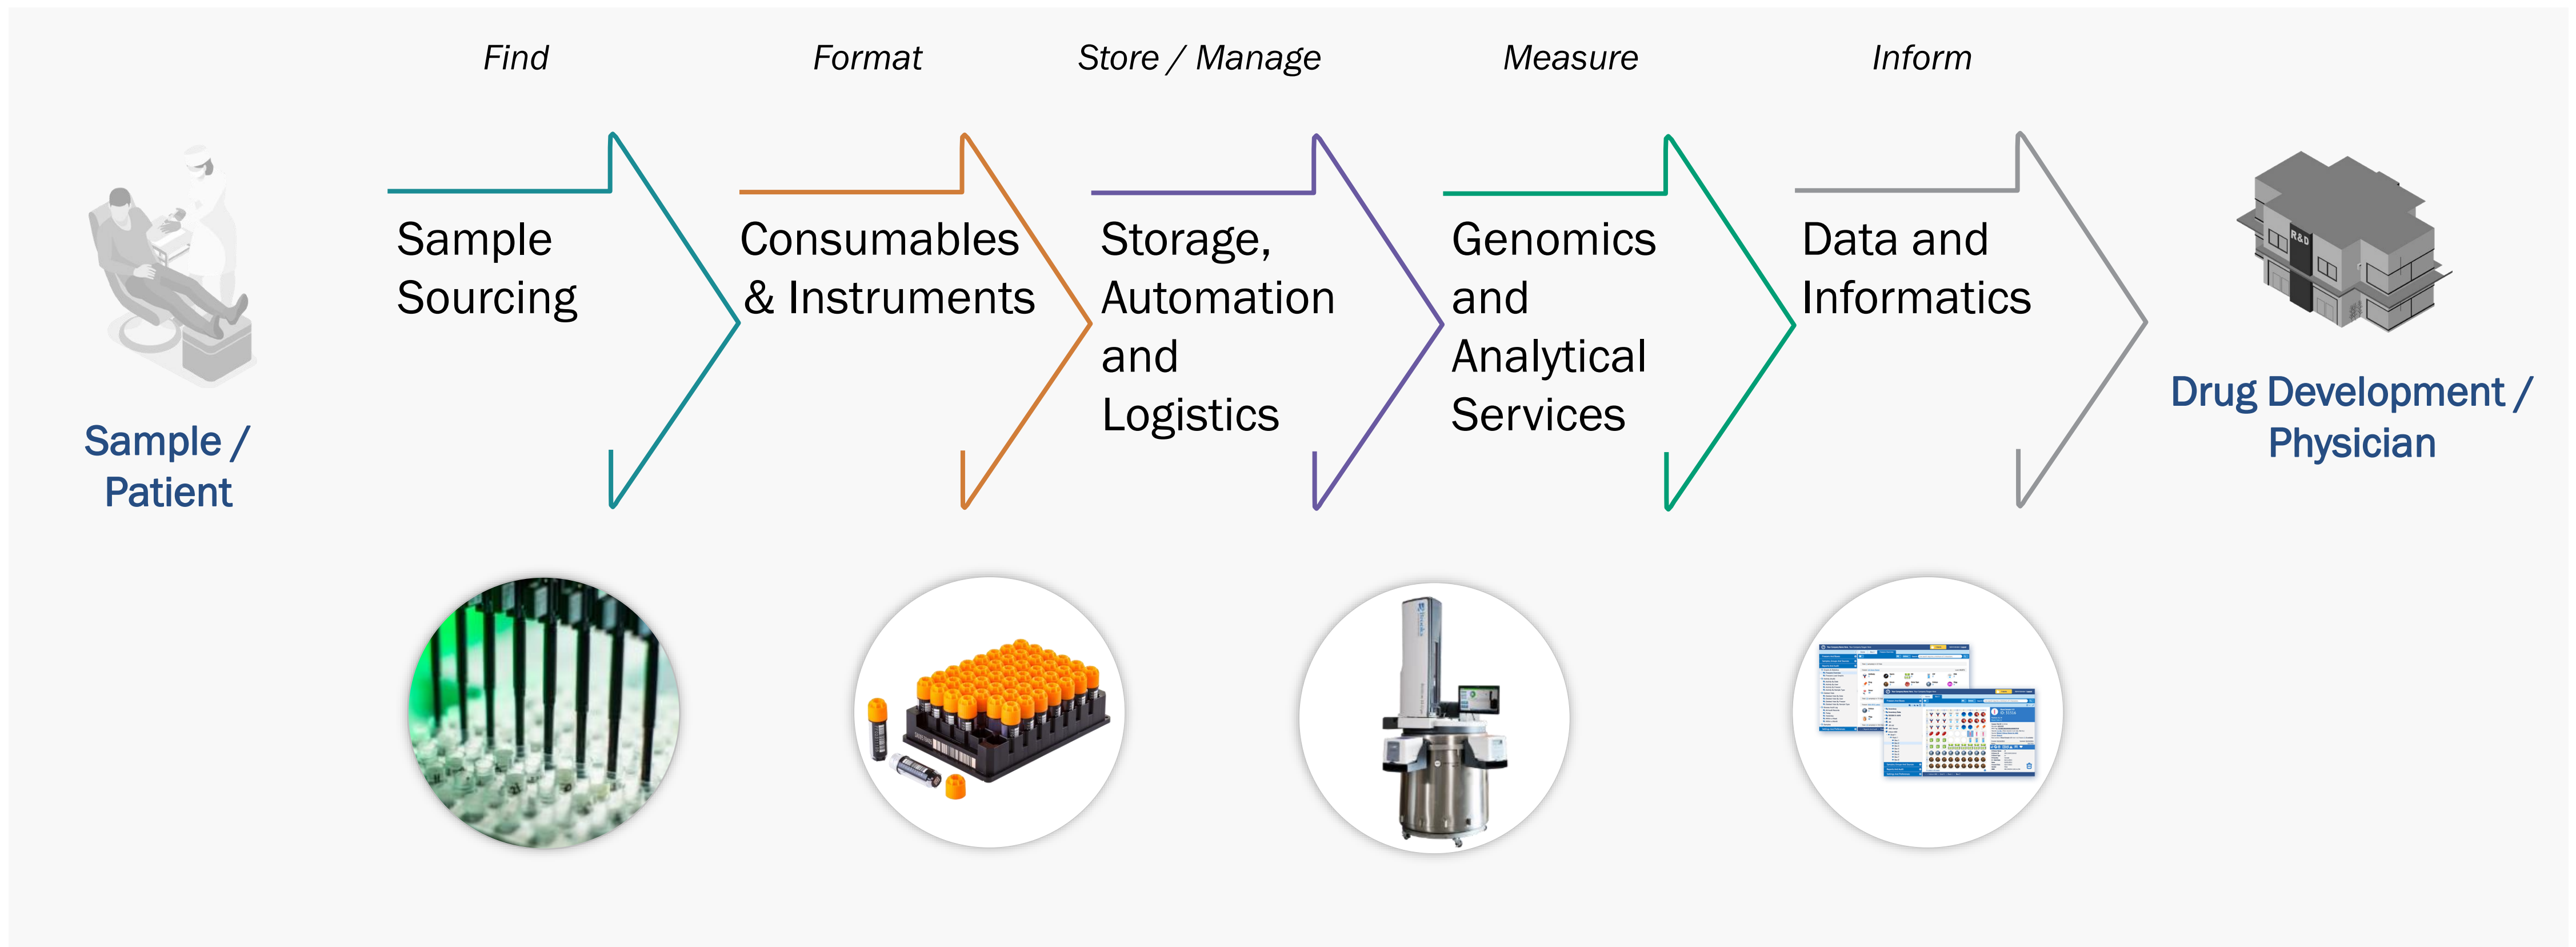 Find
Format
Store / Manage
Measure
Inform
Sample
Sourcing
Consumables
& Instruments
Storage,
Automation
and
Logistics
Genomics
and
Analytical
Services
Data and
Informatics
R&D
Sample /
Patient
Drug Development /
Physician